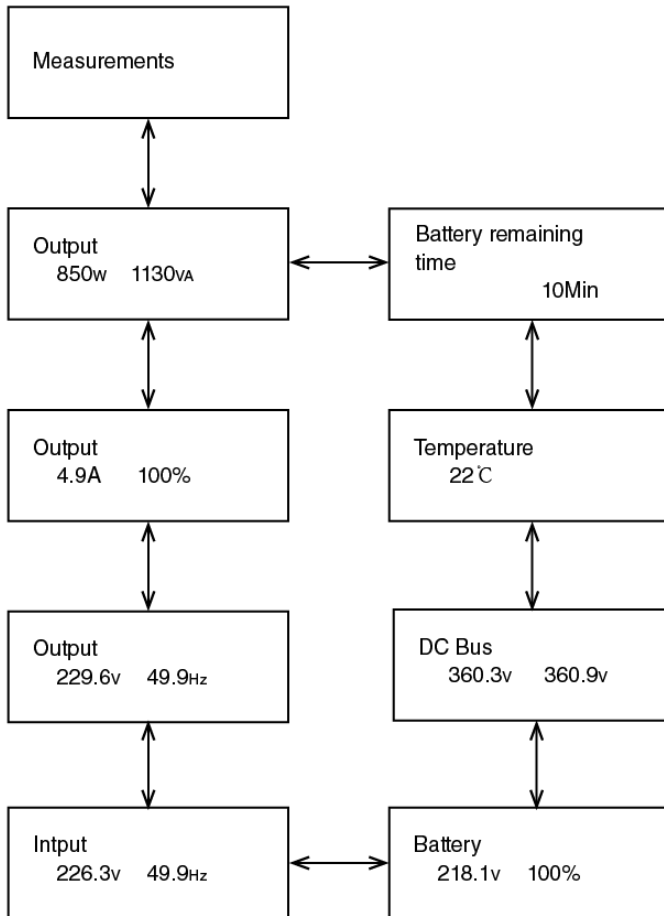 Measurements
Output
850W 1130VA
Battery remaining
time
10Min
Output
4.9A 100%
Temperature
22℃
Output
229.6V 49.9Hz
DC Bus
360.3V 360.9V
Intput
226.3V 49.9Hz
Battery
218.1V 100%